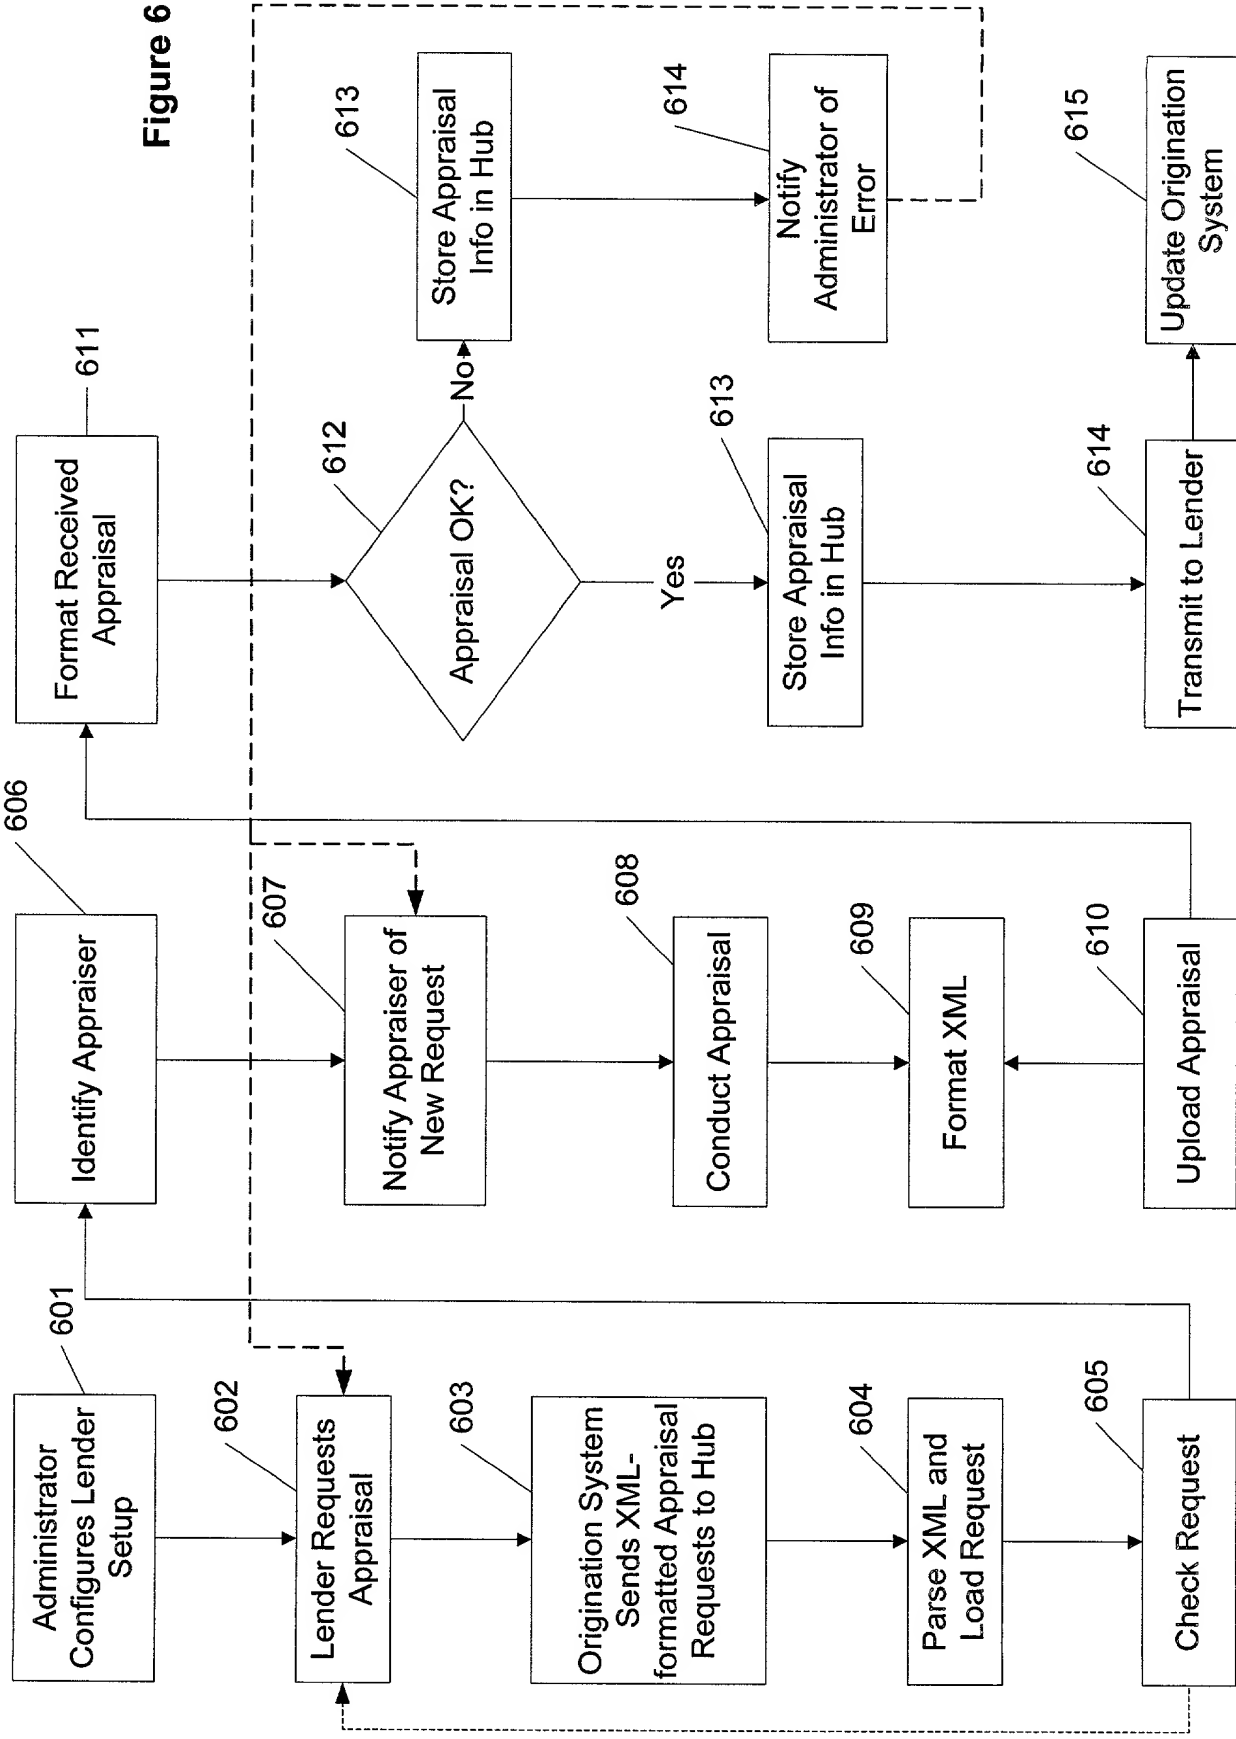 Figure 6
601
Administrator
Configures Lender
Setup
602
Lender Requests
Appraisal
603
Origination System
Sends XML-
formatted Appraisal
Requests to Hub
604
Parse XML and
Load Request
605
Check Request
606
Identify Appraiser
607
Notify Appraiser of
New Request
608
Conduct Appraisal
609
Format XML
610
Upload Appraisal
611
Format Received
Appraisal
612
Appraisal OK?
No
613
Store Appraisal
Info in Hub
614
Notify
Administrator of
Error
Yes
613
Store Appraisal
Info in Hub
614
Transmit to Lender
615
Update Origination
System